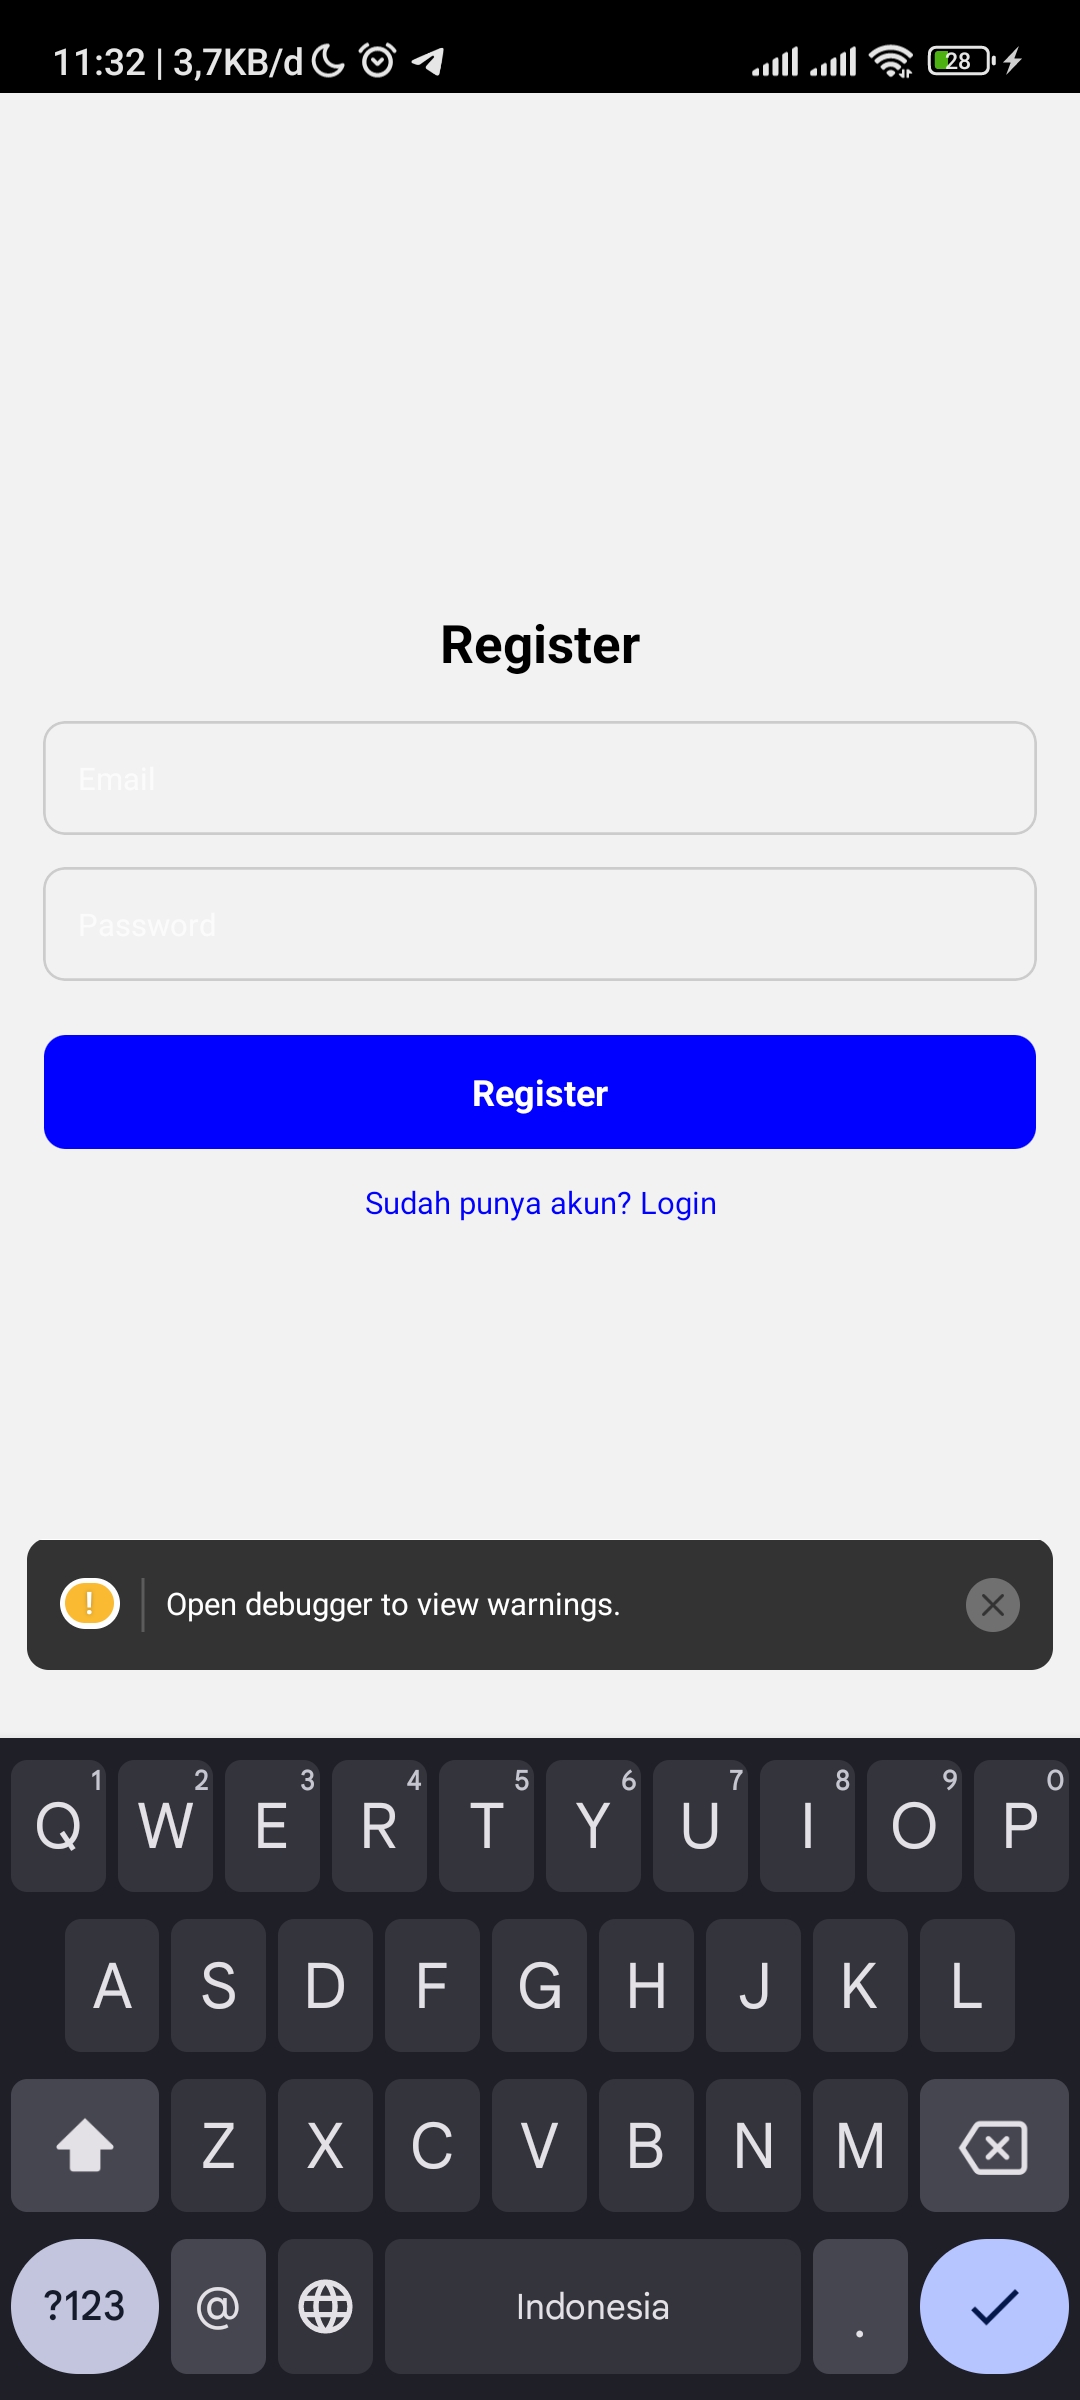 11:32 | 3,7KB/d 28
Register
Email
Password
Register
Sudah punya akun? Login
! Open debugger to view warnings.
1 2 3 4 5 6 7 8 9 0
Q W E R T Y U I O P
A S D F G H J K L
Z X C V B N M
?123 @ Indonesia .